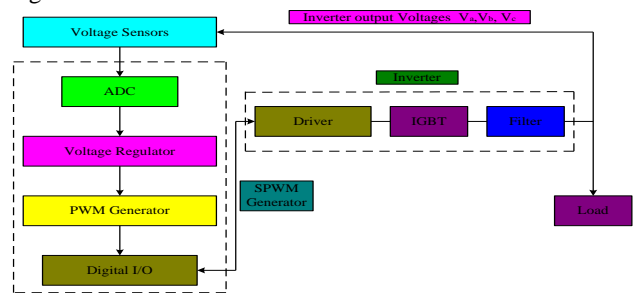 Inverter output Voltages Va,Vb, Vc
Voltage Sensors
Inverter
ADC
Driver
IGBT
Filter
Voltage Regulator
SPWM
Generator
PWM Generator
Load
Digital I/O